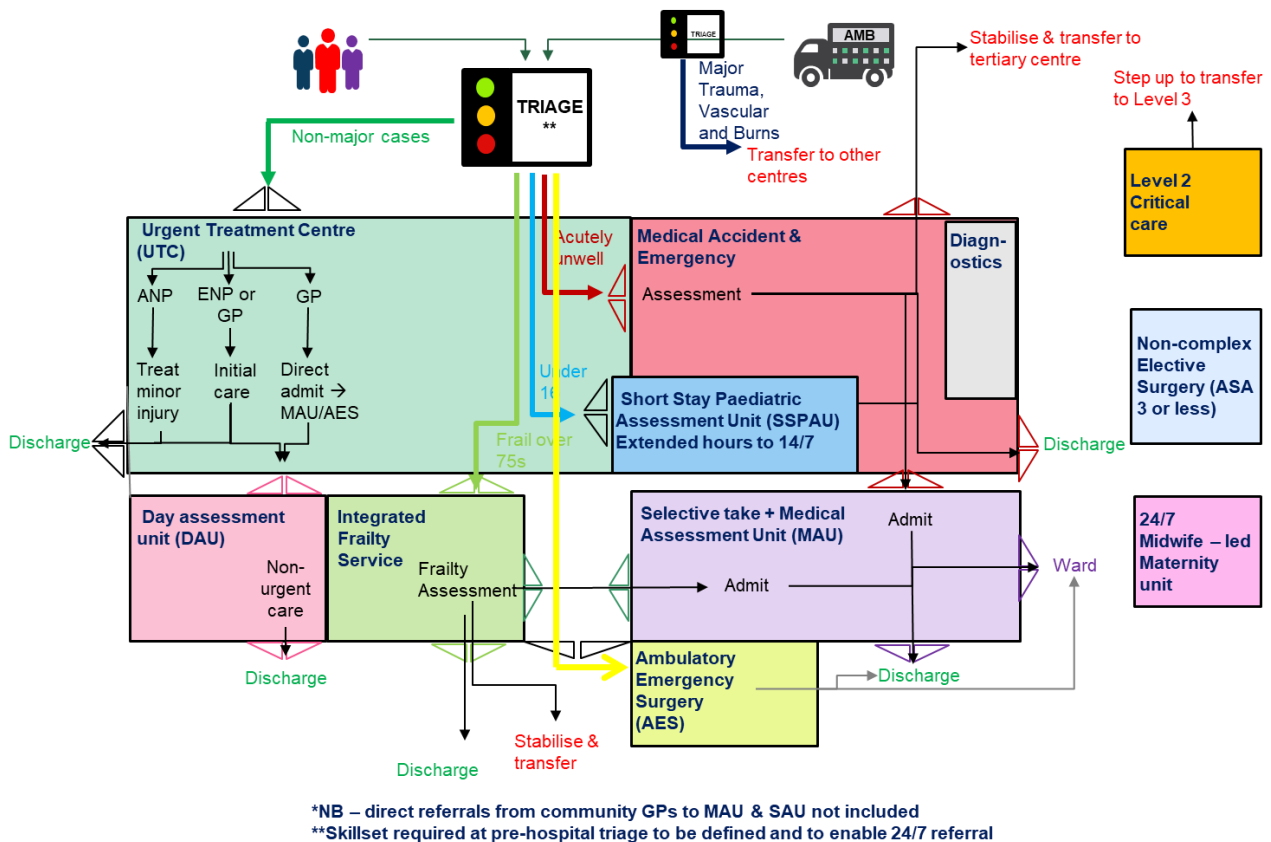 TRIAGE
AMB
Stabilise & transfer to
tertiary centre
Step up to transfer
to Level 3
Major
Trauma,
Vascular
and Burns
Transfer to other
centres
TRIAGE
**
Non-major cases
Level 2
Critical
care
Urgent Treatment Centre
(UTC)
ANP
ENP or
GP
GP
Treat
minor
injury
Initial
care
Direct
admit →
MAU/AES
Acutely
unwell
Medical Accident &
Emergency
Assessment
Diagn-
ostics
Under
16
Short Stay Paediatric
Assessment Unit (SSPAU)
Extended hours to 14/7
Non-complex
Elective
Surgery (ASA
3 or less)
Discharge
Frail over
75s
Discharge
Day assessment
unit (DAU)
Non-
urgent
care
Integrated
Frailty
Service
Frailty
Assessment
Selective take + Medical
Assessment Unit (MAU)
Admit
Admit
Ward
24/7
Midwife – led
Maternity
unit
Discharge
Ambulatory
Emergency
Surgery
(AES)
Discharge
Stabilise &
transfer
Discharge
*NB – direct referrals from community GPs to MAU & SAU not included
**Skillset required at pre-hospital triage to be defined and to enable 24/7 referral